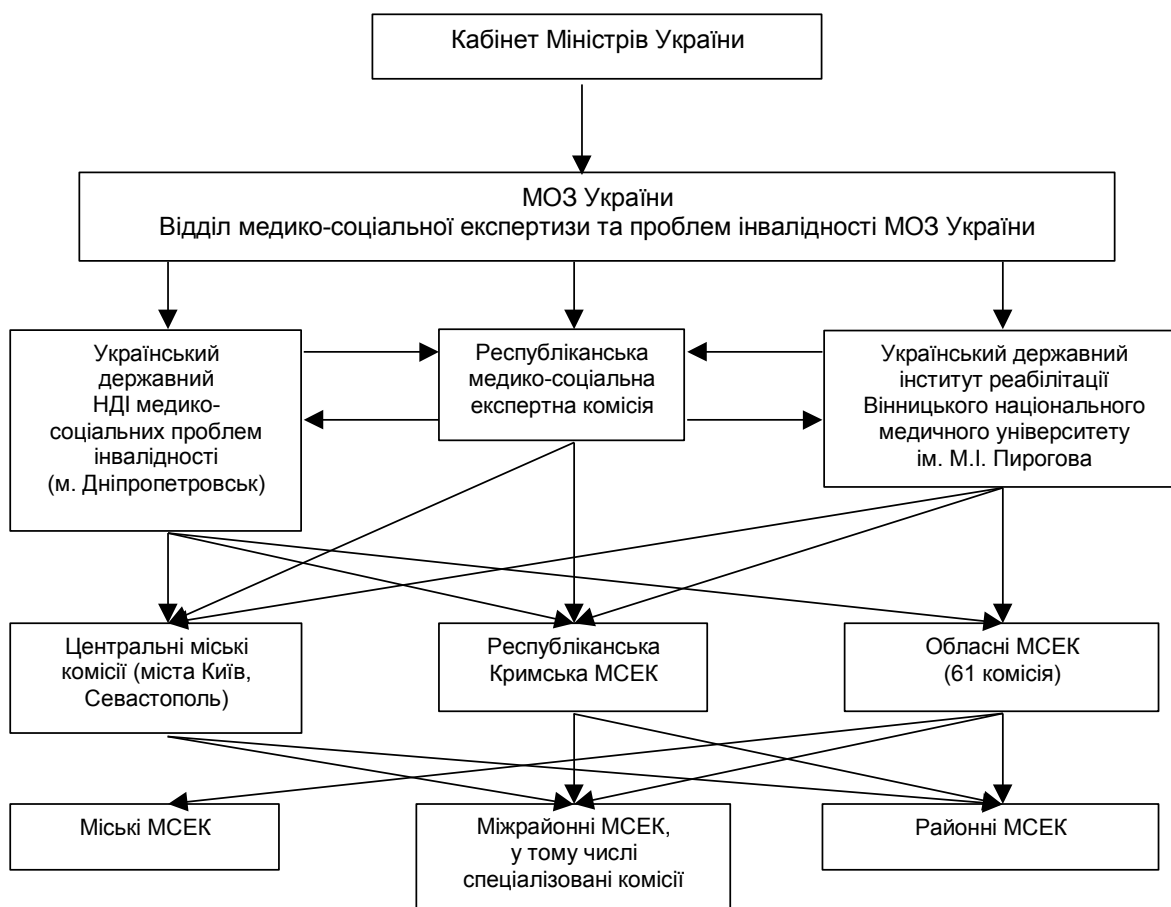 Кабінет Міністрів України
МОЗ України
Відділ медико-соціальної експертизи та проблем інвалідності МОЗ України
Український
державний
НДІ медико-
соціальних проблем
інвалідності
(м. Дніпропетровськ)
Республіканська
медико-соціальна
експертна комісія
Український державний
інститут реабілітації
Вінницького національного
медичного університету
ім. М.І. Пирогова
Центральні міські
комісії (міста Київ,
Севастополь)
Республіканська
Кримська МСЕК
Обласні МСЕК
(61 комісія)
Міські МСЕК
Міжрайонні МСЕК,
у тому числі
спеціалізовані комісії
Районні МСЕК